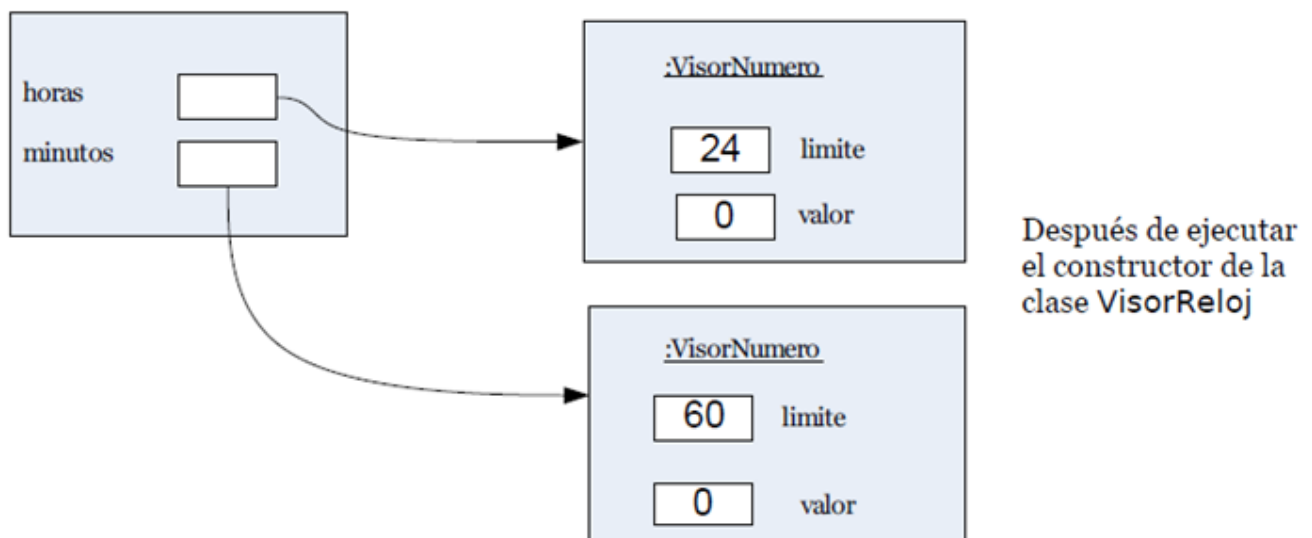 horas
minutos
:VisorNumero
24 limite
0 valor
:VisorNumero
60 limite
0 valor
Después de ejecutar
el constructor de la
clase VisorReloj